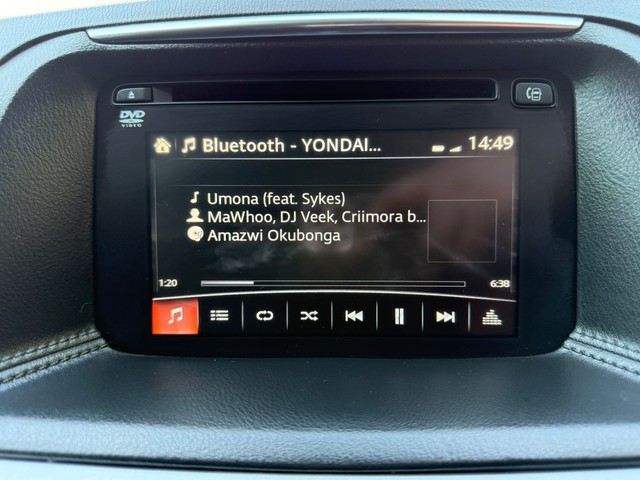 DVD
VIDEO
Bluetooth - YONDAI... 14:49
Umona (feat. Sykes)
MaWhoo, DJ Veek, Criimora b...
Amazwi Okubonga
1:20 6:38